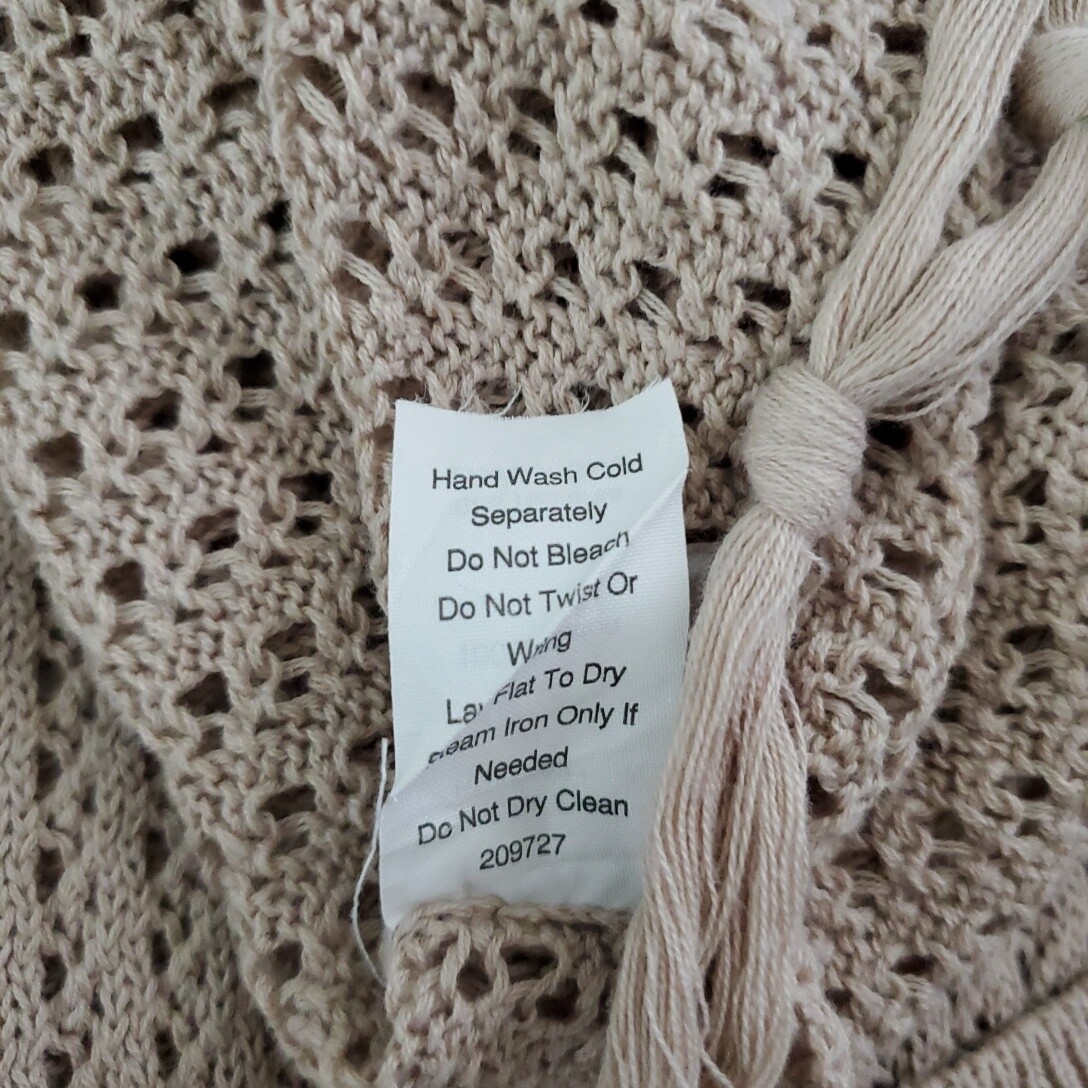 Hand Wash Cold
Separately
Do Not Bleach
Do Not Twist Or
Wring
Lay Flat To Dry
Steam Iron Only If
Needed
Do Not Dry Clean
209727